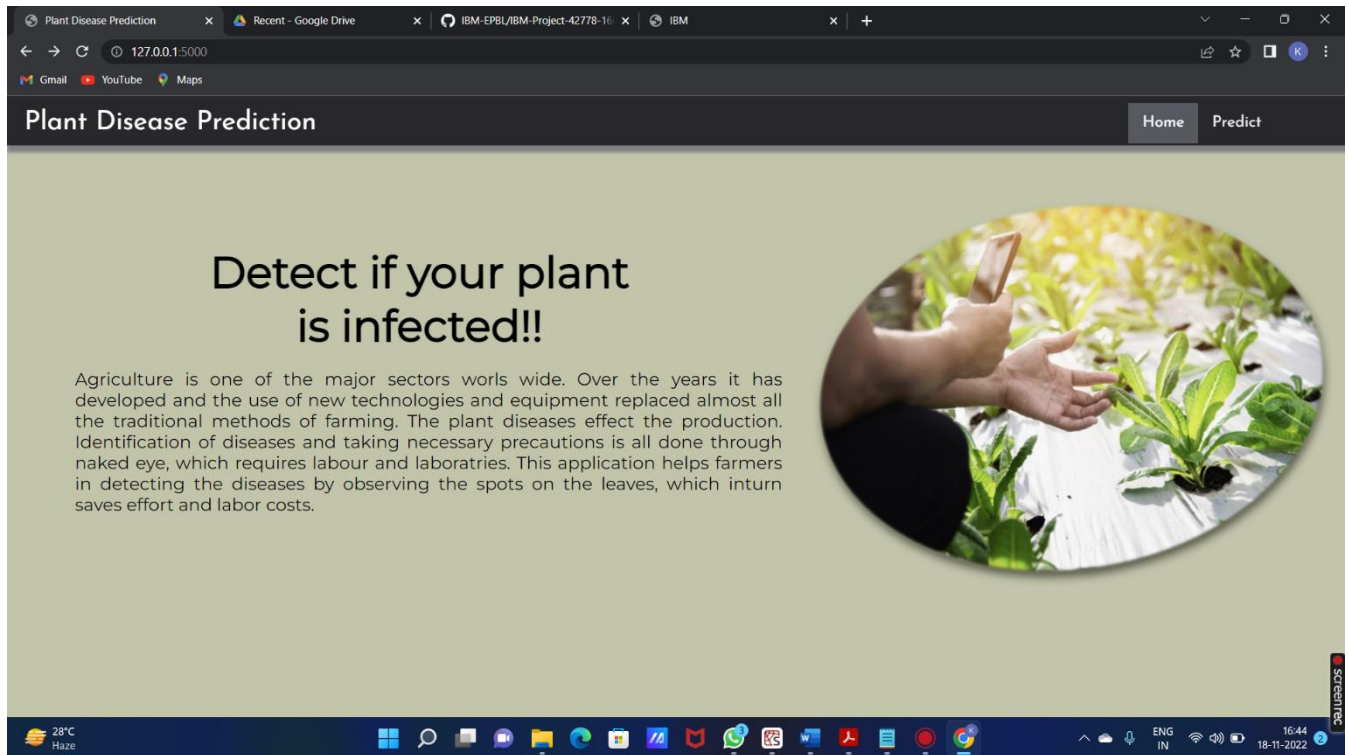 Plant Disease Prediction
Recent - Google Drive
IBM-EPBL/IBM-Project-42778-16
IBM
127.0.0.1:5000
K
Gmail
YouTube
Maps
Plant Disease Prediction
Home
Predict
Detect if your plant
is infected!!
Agriculture is one of the major sectors worls wide. Over the years it has
developed and the use of new technologies and equipment replaced almost all
the traditional methods of farming. The plant diseases effect the production.
Identification of diseases and taking necessary precautions is all done through
naked eye, which requires labour and laboratries. This application helps farmers
in detecting the diseases by observing the spots on the leaves, which inturn
saves effort and labor costs.
screenrec
28°C
Haze
ENG
IN
16:44
18-11-2022
2